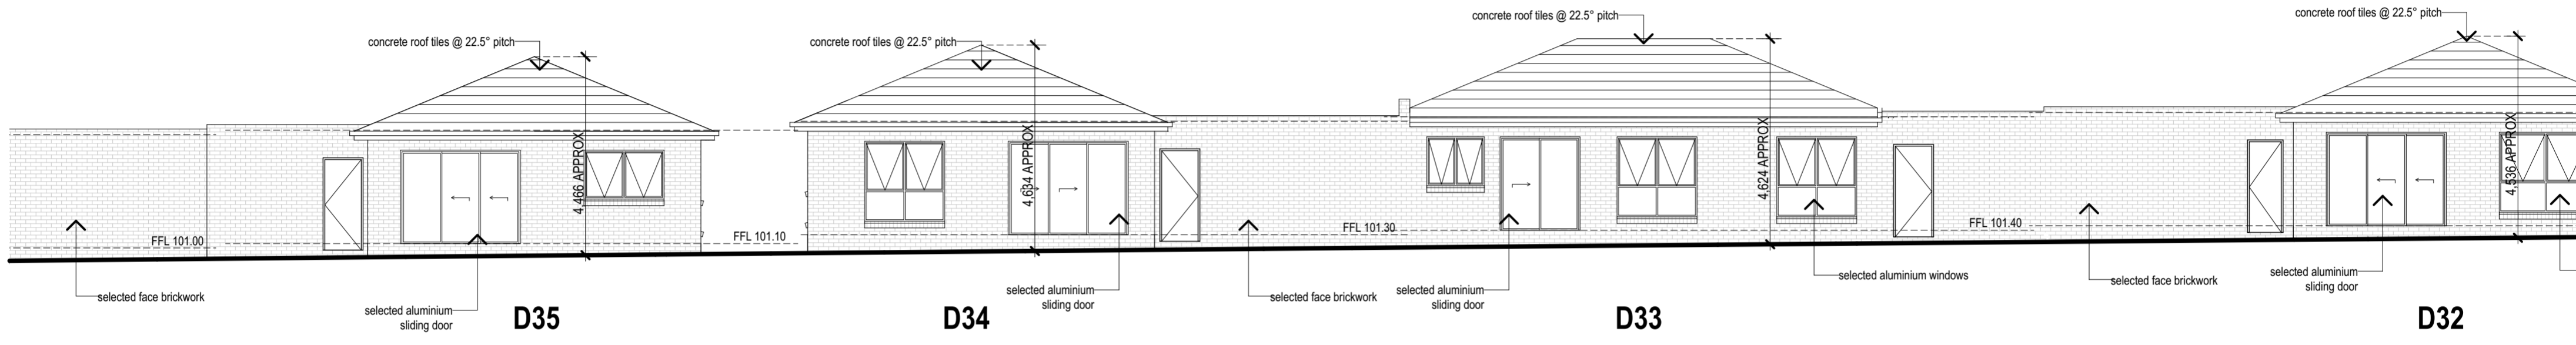 concrete roof tiles @ 22.5° pitch
concrete roof tiles @ 22.5° pitch
concrete roof tiles @ 22.5° pitch
concrete roof tiles @ 22.5° pitch
4,466 APPROX
4,634 APPROX
4,624 APPROX
4,536 APPROX
FFL 101.00
FFL 101.10
FFL 101.30
FFL 101.40
selected face brickwork
selected aluminium
sliding door
selected aluminium
sliding door
selected face brickwork
selected aluminium
sliding door
selected aluminium windows
selected face brickwork
selected aluminium
sliding door
D35
D34
D33
D32